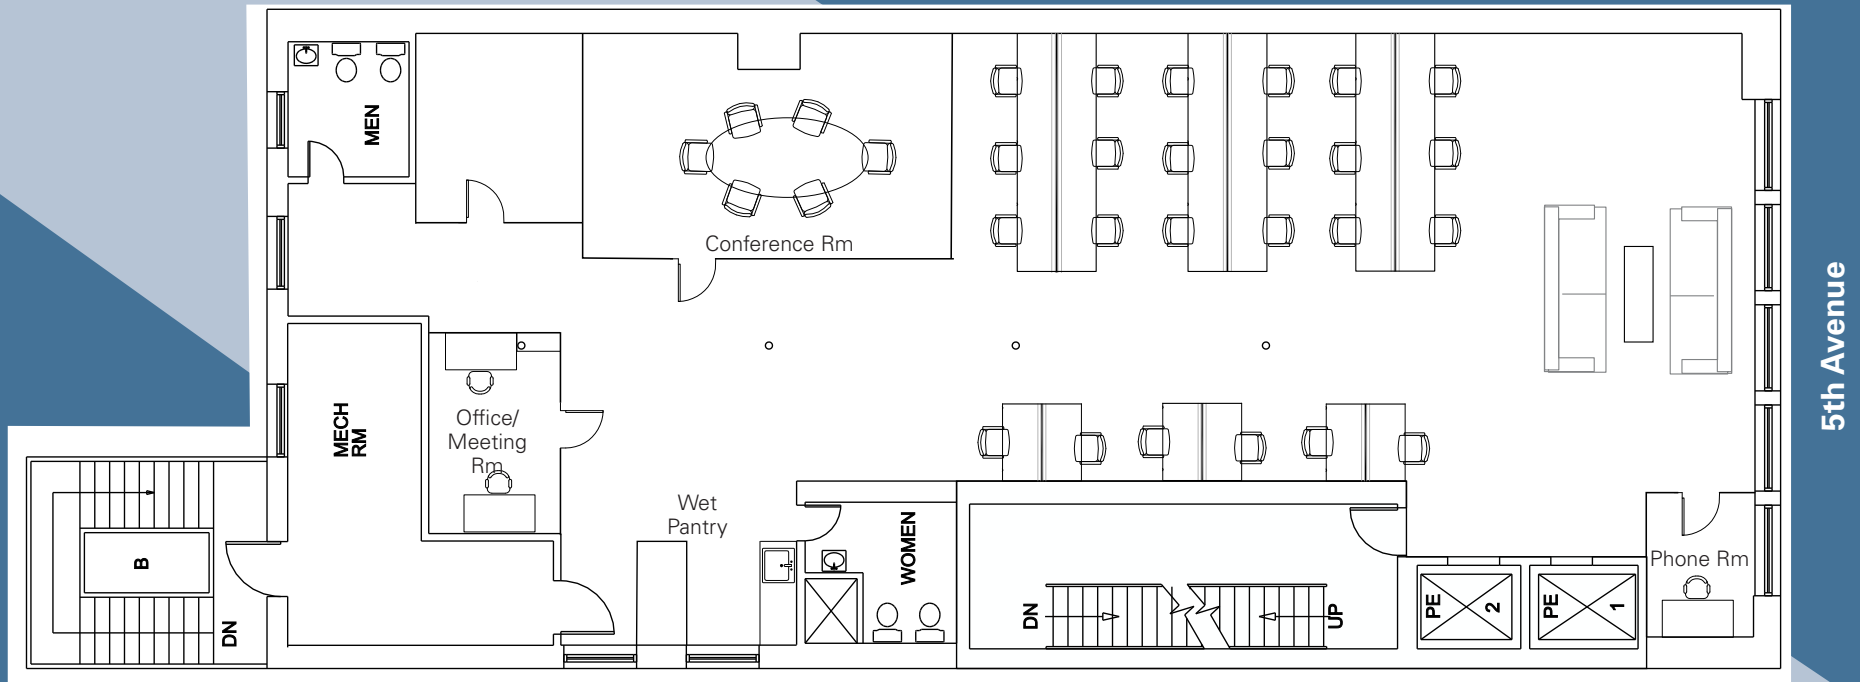 MEN
Conference Rm
5th Avenue
MECH
RM
Office/
Meeting
Rm
Wet
Pantry
WOMEN
Phone Rm
B
DN
DN
UP
PE
2
PE
1